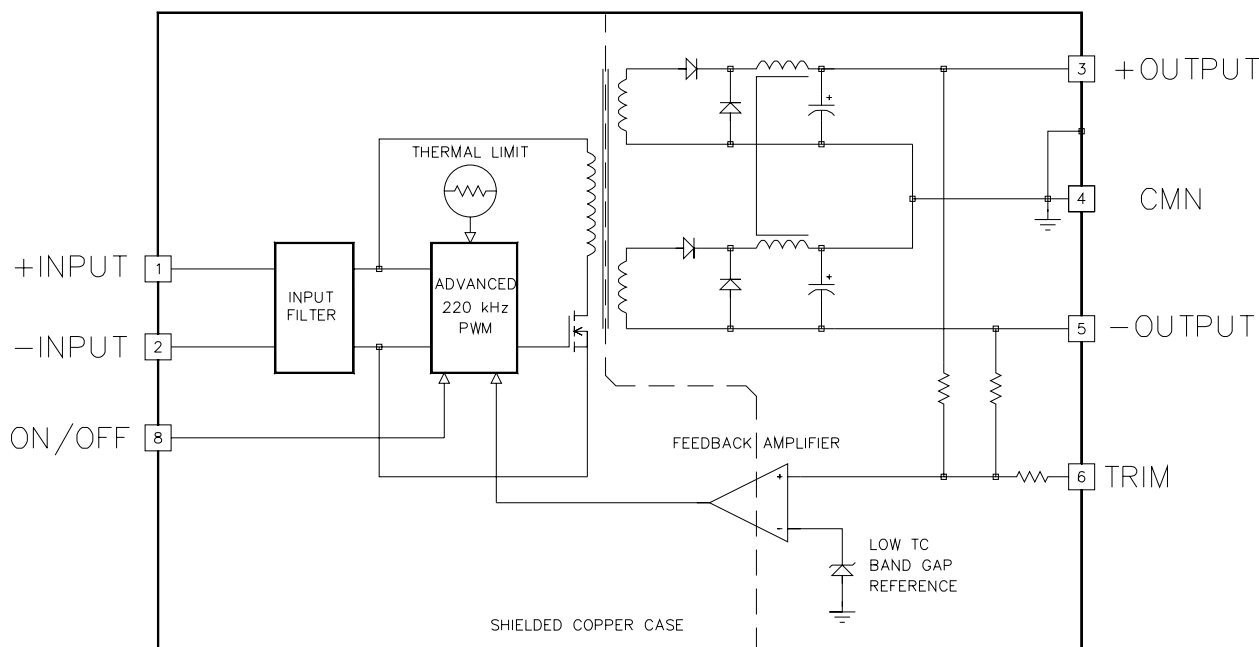 3 +OUTPUT
THERMAL LIMIT
4 CMN
+INPUT 1
INPUT
FILTER
ADVANCED
220 kHz
PWM
-INPUT 2
5 -OUTPUT
ON/OFF 8
FEEDBACK AMPLIFIER
6 TRIM
LOW TC
BAND GAP
REFERENCE
SHIELDED COPPER CASE